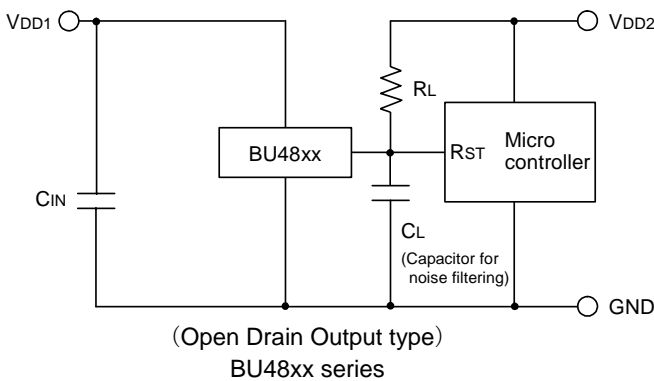 VDD1
VDD2
RL
BU48xx
RST
Micro
controller
CIN
CL
(Capacitor for
noise filtering)
GND
（Open Drain Output type）
BU48xx series